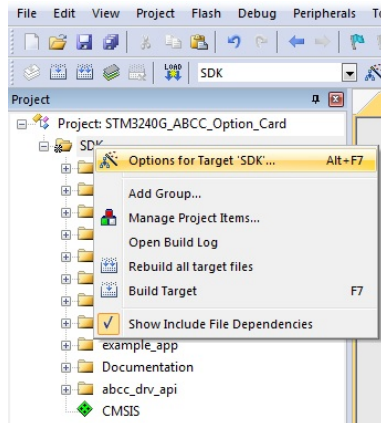 File Edit View Project Flash Debug Peripherals
LOAD SDK
Project
Project: STM3240G_ABCC_Option_Card
SDK
Options for Target 'SDK'... Alt+F7
Add Group...
Manage Project Items...
Open Build Log
Rebuild all target files
Build Target F7
Show Include File Dependencies
example_app
Documentation
abcc_drv_api
CMSIS